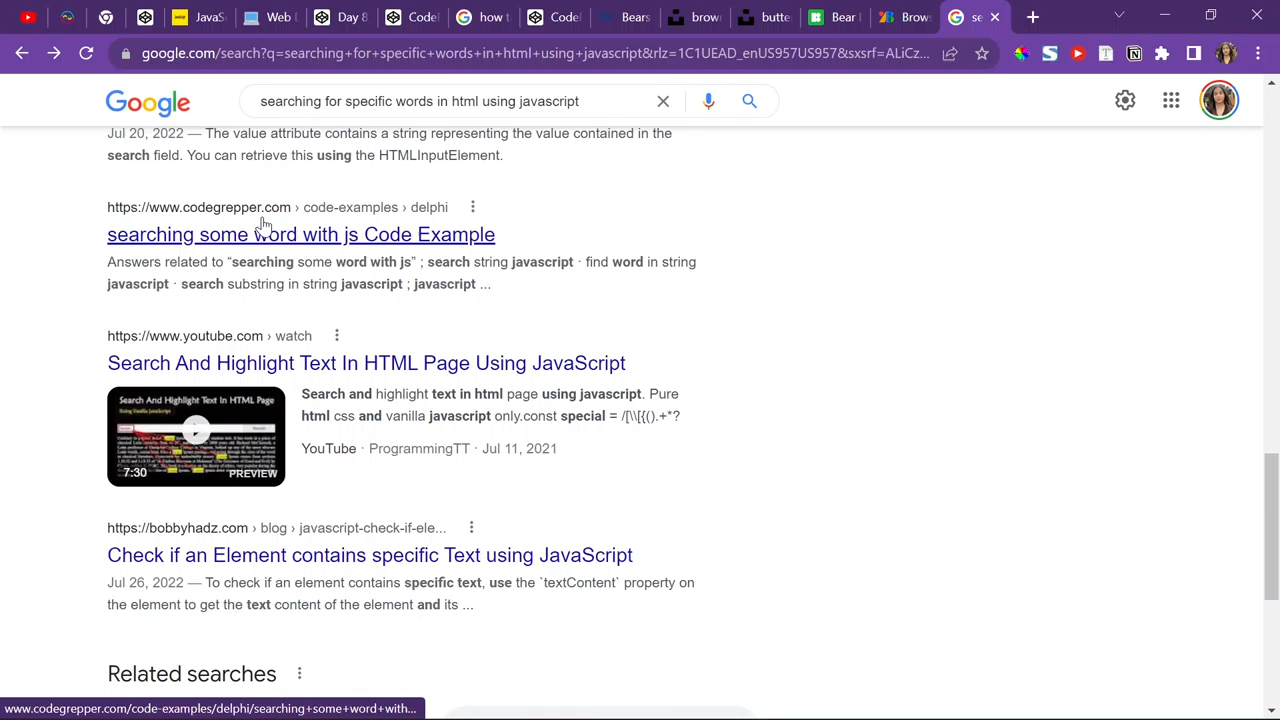 JavaS
Web D
Day 8
Codel
how t
Codel
Bears
brow
butte
Bear I
Brows
se
google.com/search?q=searching+for+specific+words+in+html+using+javascript&rlz=1C1UEAD_enUS957US957&sxsrf=ALiCz...
Google
searching for specific words in html using javascript
Jul 20, 2022 — The value attribute contains a string representing the value contained in the
search field. You can retrieve this using the HTMLInputElement.
https://www.codegrepper.com › code-examples › delphi
searching some word with js Code Example
Answers related to “searching some word with js” ; search string javascript · find word in string
javascript · search substring in string javascript ; javascript ...
https://www.youtube.com › watch
Search And Highlight Text In HTML Page Using JavaScript
Search And Highlight Text In HTML Page
Using Vanilla JavaScript
7:30
PREVIEW
Search and highlight text in html page using javascript. Pure
html css and vanilla javascript only.const special = /[\\[{().+*?
YouTube · ProgrammingTT · Jul 11, 2021
https://bobbyhadz.com › blog › javascript-check-if-ele...
Check if an Element contains specific Text using JavaScript
Jul 26, 2022 — To check if an element contains specific text, use the `textContent` property on
the element to get the text content of the element and its ...
Related searches
www.codegrepper.com/code-examples/delphi/searching+some+word+with...